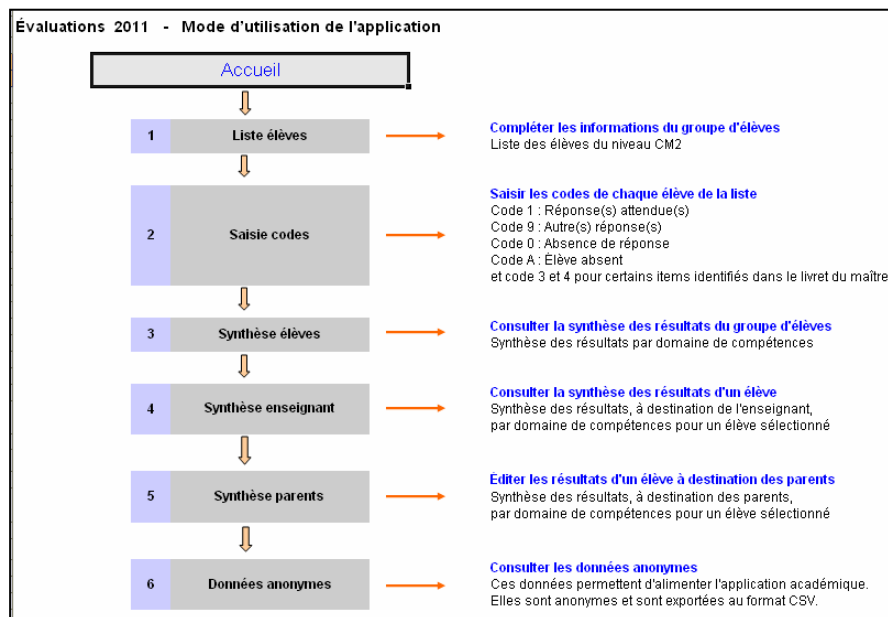 Évaluations 2011 - Mode d'utilisation de l'application
Accueil
1 Liste élèves
Compléter les informations du groupe d'élèves
Liste des élèves du niveau CM2
2 Saisie codes
Saisir les codes de chaque élève de la liste
Code 1 : Réponse(s) attendue(s)
Code 9 : Autre(s) réponse(s)
Code 0 : Absence de réponse
Code A : Élève absent
et code 3 et 4 pour certains items identifiés dans le livret du maître
3 Synthèse élèves
Consulter la synthèse des résultats du groupe d'élèves
Synthèse des résultats par domaine de compétences
4 Synthèse enseignant
Consulter la synthèse des résultats d'un élève
Synthèse des résultats, à destination de l'enseignant,
par domaine de compétences pour un élève sélectionné
5 Synthèse parents
Éditer les résultats d'un élève à destination des parents
Synthèse des résultats, à destination des parents,
par domaine de compétences pour un élève sélectionné
6 Données anonymes
Consulter les données anonymes
Ces données permettent d'alimenter l'application académique.
Elles sont anonymes et sont exportées au format CSV.